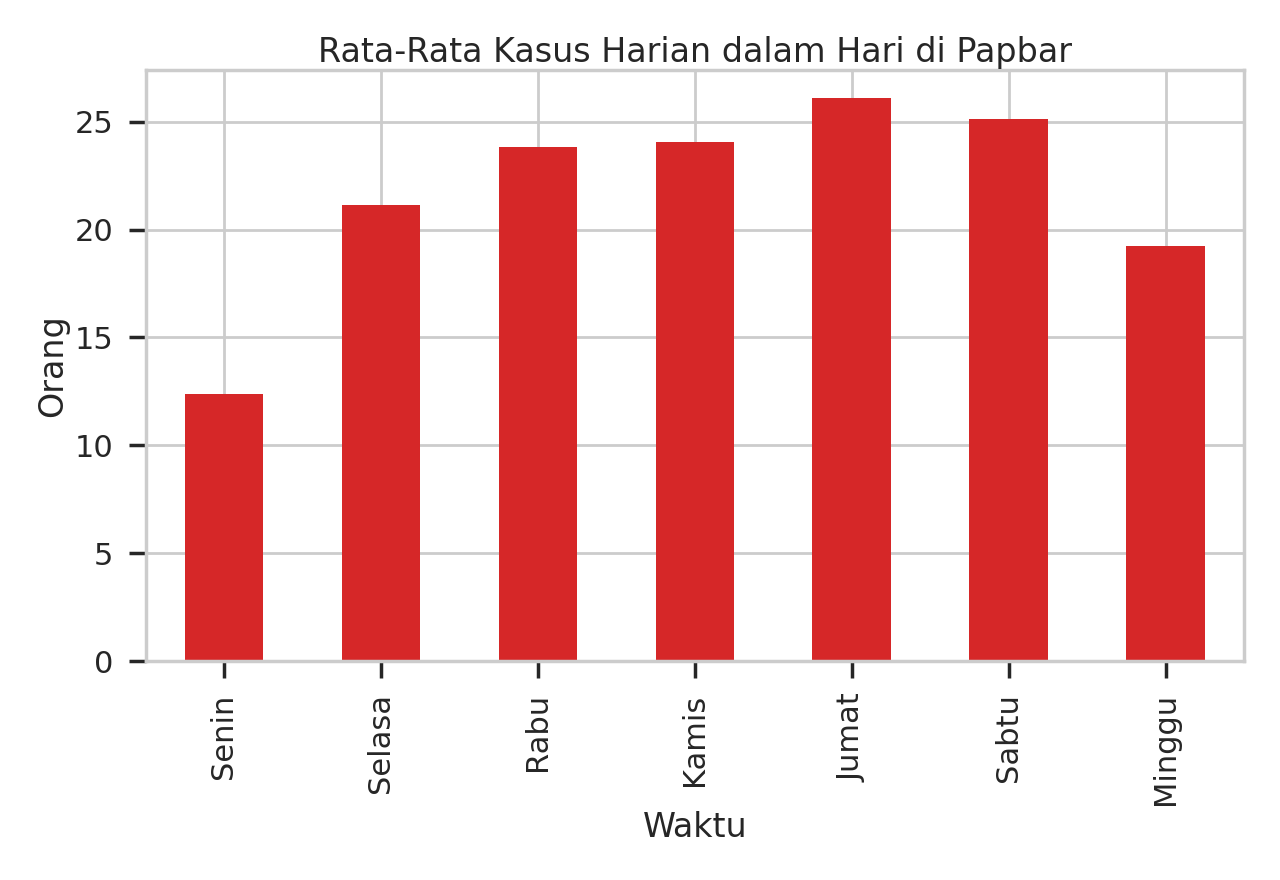 Rata-Rata Kasus Harian dalam Hari di Papbar
Orang
25
20
15
10
5
0
Senin
Selasa
Rabu
Kamis
Jumat
Sabtu
Minggu
Waktu